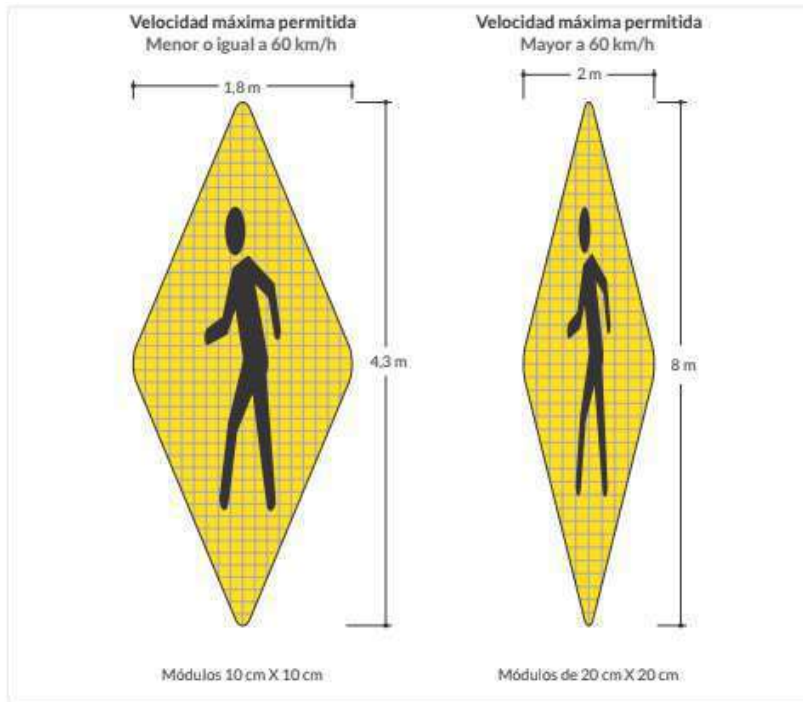 Velocidad máxima permitida
Menor o igual a 60 km/h
1,8 m
4,3 m
Módulos 10 cm X 10 cm
Velocidad máxima permitida
Mayor a 60 km/h
2 m
8 m
Módulos de 20 cm X 20 cm